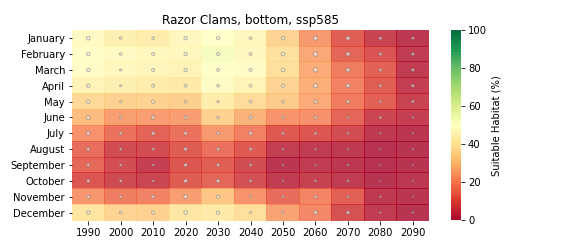 Razor Clams, bottom, ssp585
January
February
March
April
May
June
July
August
September
October
November
December
1990 2000 2010 2020 2030 2040 2050 2060 2070 2080 2090
100
80
60
40
20
0
Suitable Habitat (%)